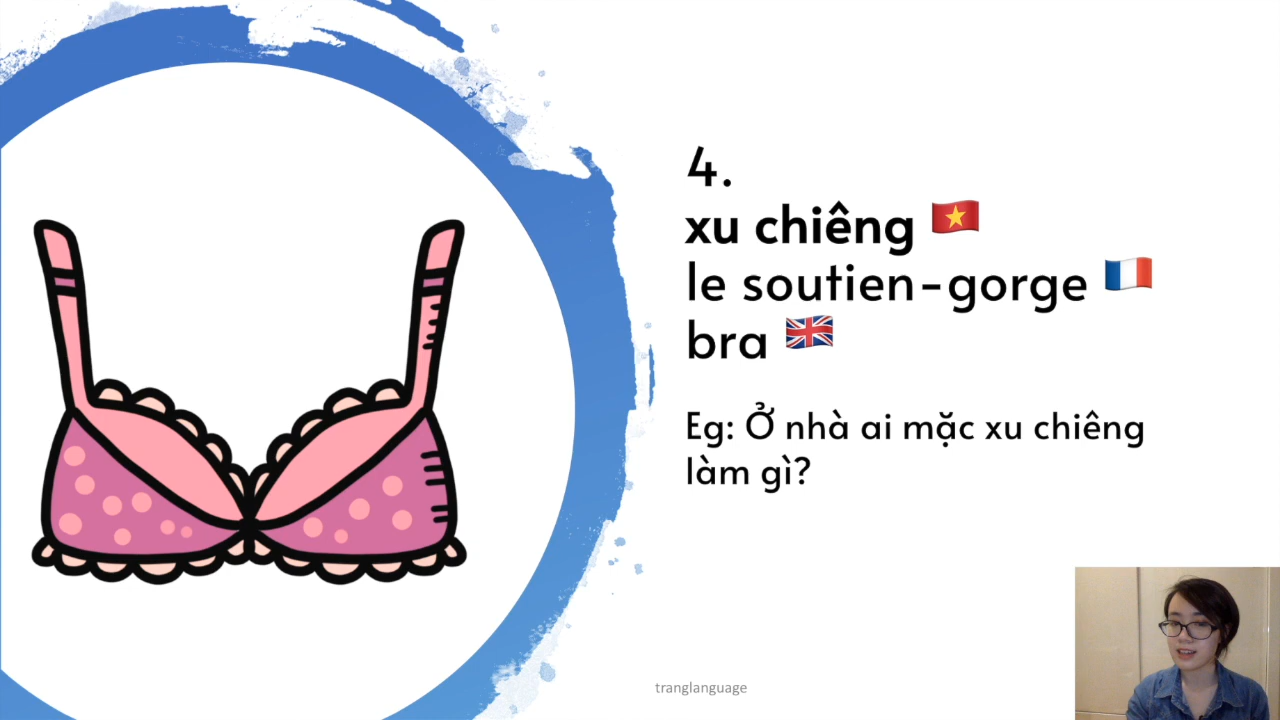 4.
xu chiêng 🇻🇳
le soutien-gorge 🇫🇷
bra 🇬🇧
Eg: Ở nhà ai mặc xu chiêng
làm gì?
tranglanguage